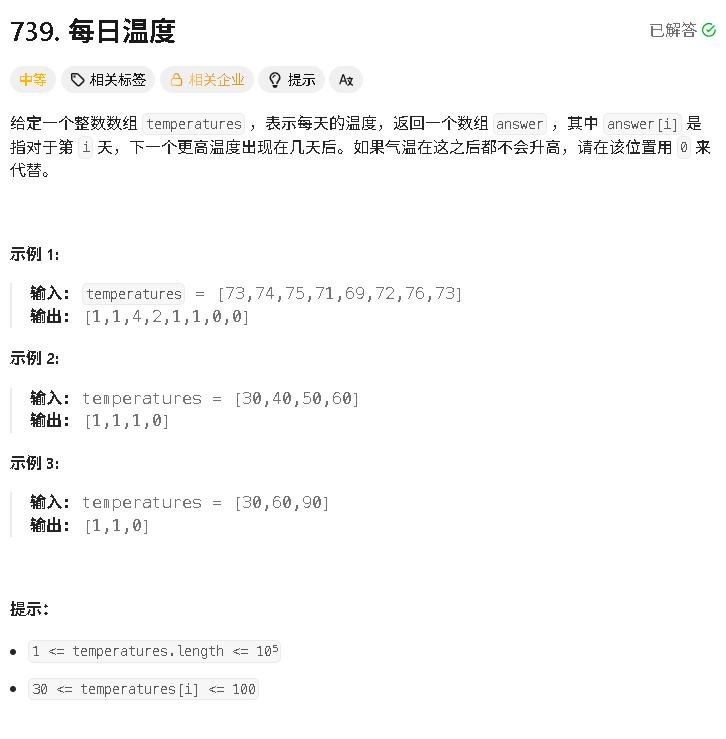 739. 每日温度
已解答
中等 相关标签 相关企业 提示 Aあ
给定一个整数数组 temperatures ，表示每天的温度，返回一个数组 answer ，其中 answer[i] 是
指对于第 i 天，下一个更高温度出现在几天后。如果气温在这之后都不会升高，请在该位置用 0 来
代替。
示例 1:
输入: temperatures = [73,74,75,71,69,72,76,73]
输出: [1,1,4,2,1,1,0,0]
示例 2:
输入: temperatures = [30,40,50,60]
输出: [1,1,1,0]
示例 3:
输入: temperatures = [30,60,90]
输出: [1,1,0]
提示：
1 <= temperatures.length <= 10⁵
30 <= temperatures[i] <= 100